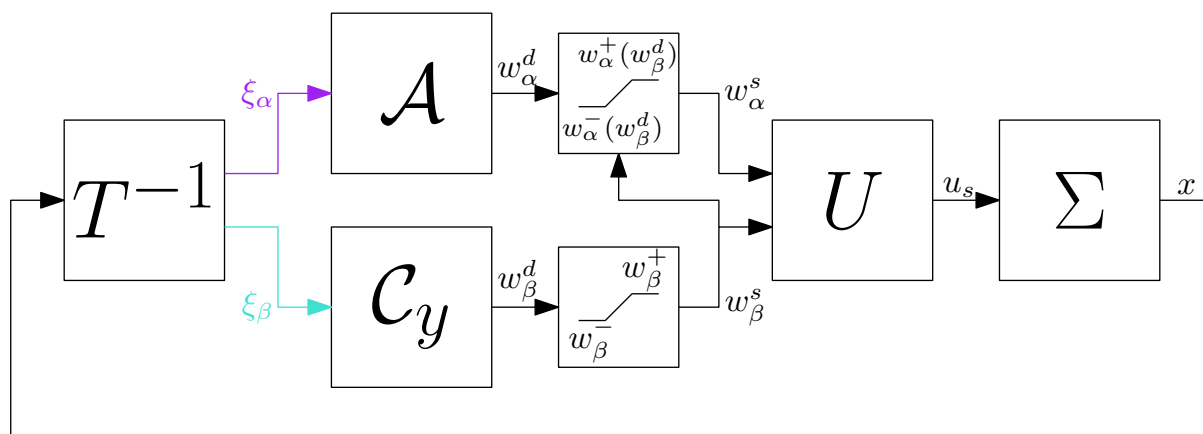 T⁻¹
ξ_α
ξ_β
𝒜
𝒞_y
w_α^d
w_β^d
w_α^+(w_β^d)
w_α^-(w_β^d)
w_β^+
w_β^-
w_α^s
w_β^s
U
u_s
Σ
x